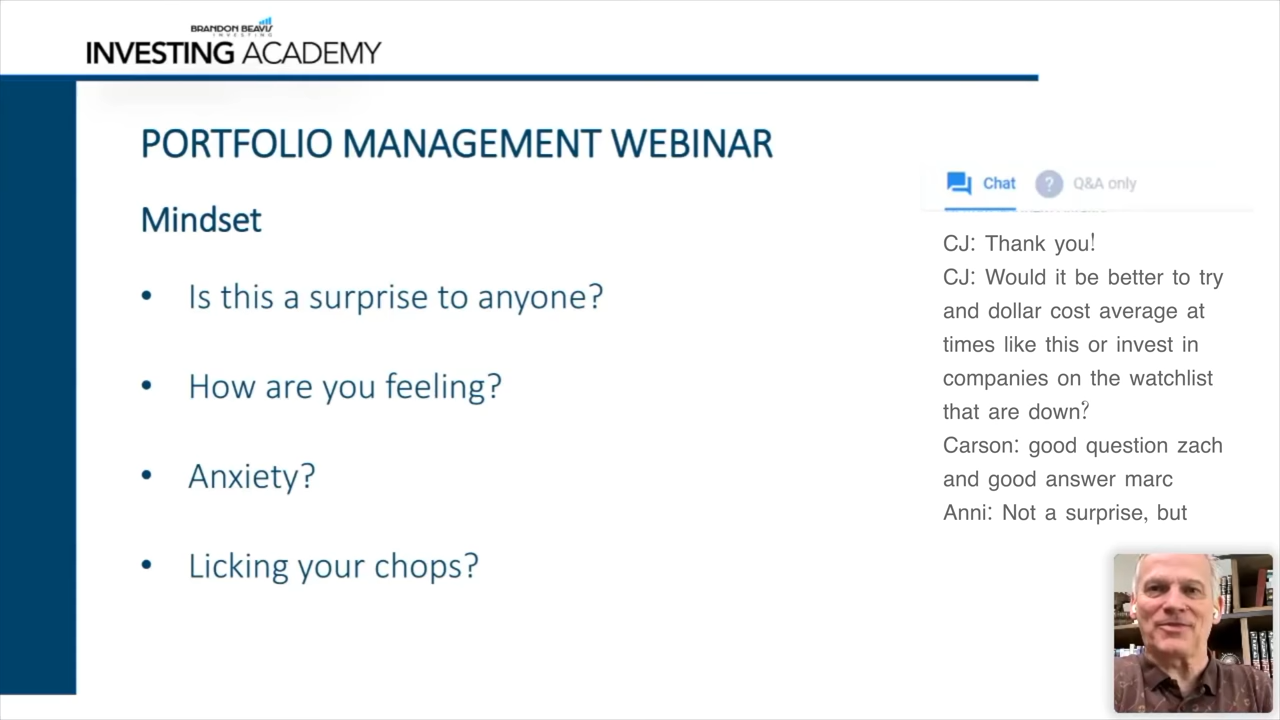 BRANDON BEAVIS
INVESTING
INVESTING ACADEMY
PORTFOLIO MANAGEMENT WEBINAR
Mindset
• Is this a surprise to anyone?
• How are you feeling?
• Anxiety?
• Licking your chops?
Chat
? Q&A only
CJ: Thank you!
CJ: Would it be better to try
and dollar cost average at
times like this or invest in
companies on the watchlist
that are down?
Carson: good question zach
and good answer marc
Anni: Not a surprise, but